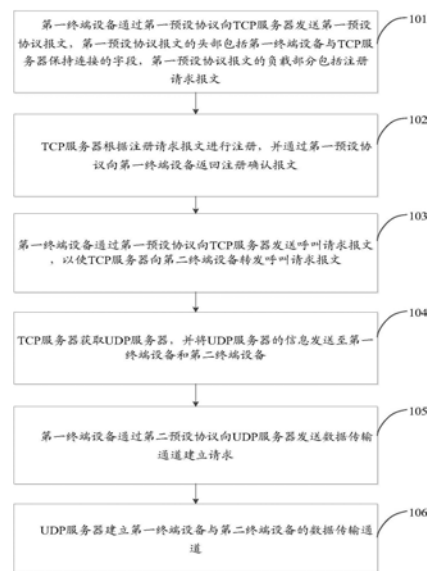 第一终端设备通过第一预设协议向TCP服务器发送第一预设
协议报文，第一预设协议报文的头部包括第一终端设备与TCP服
务器保持连接的字段，第一预设协议报文的负载部分包括注册
请求报文
101
TCP服务器根据注册请求报文进行注册，并通过第一预设协
议向第一终端设备返回注册确认报文
102
第一终端设备通过第一预设协议向TCP服务器发送呼叫请求报文
，以使TCP服务器向第二终端设备转发呼叫请求报文
103
TCP服务器获取UDP服务器，并将UDP服务器的信息发送至第一
终端设备和第二终端设备
104
第一终端设备通过第二预设协议向UDP服务器发送数据传输
通道建立请求
105
UDP服务器建立第一终端设备与第二终端设备的数据传输通
道
106